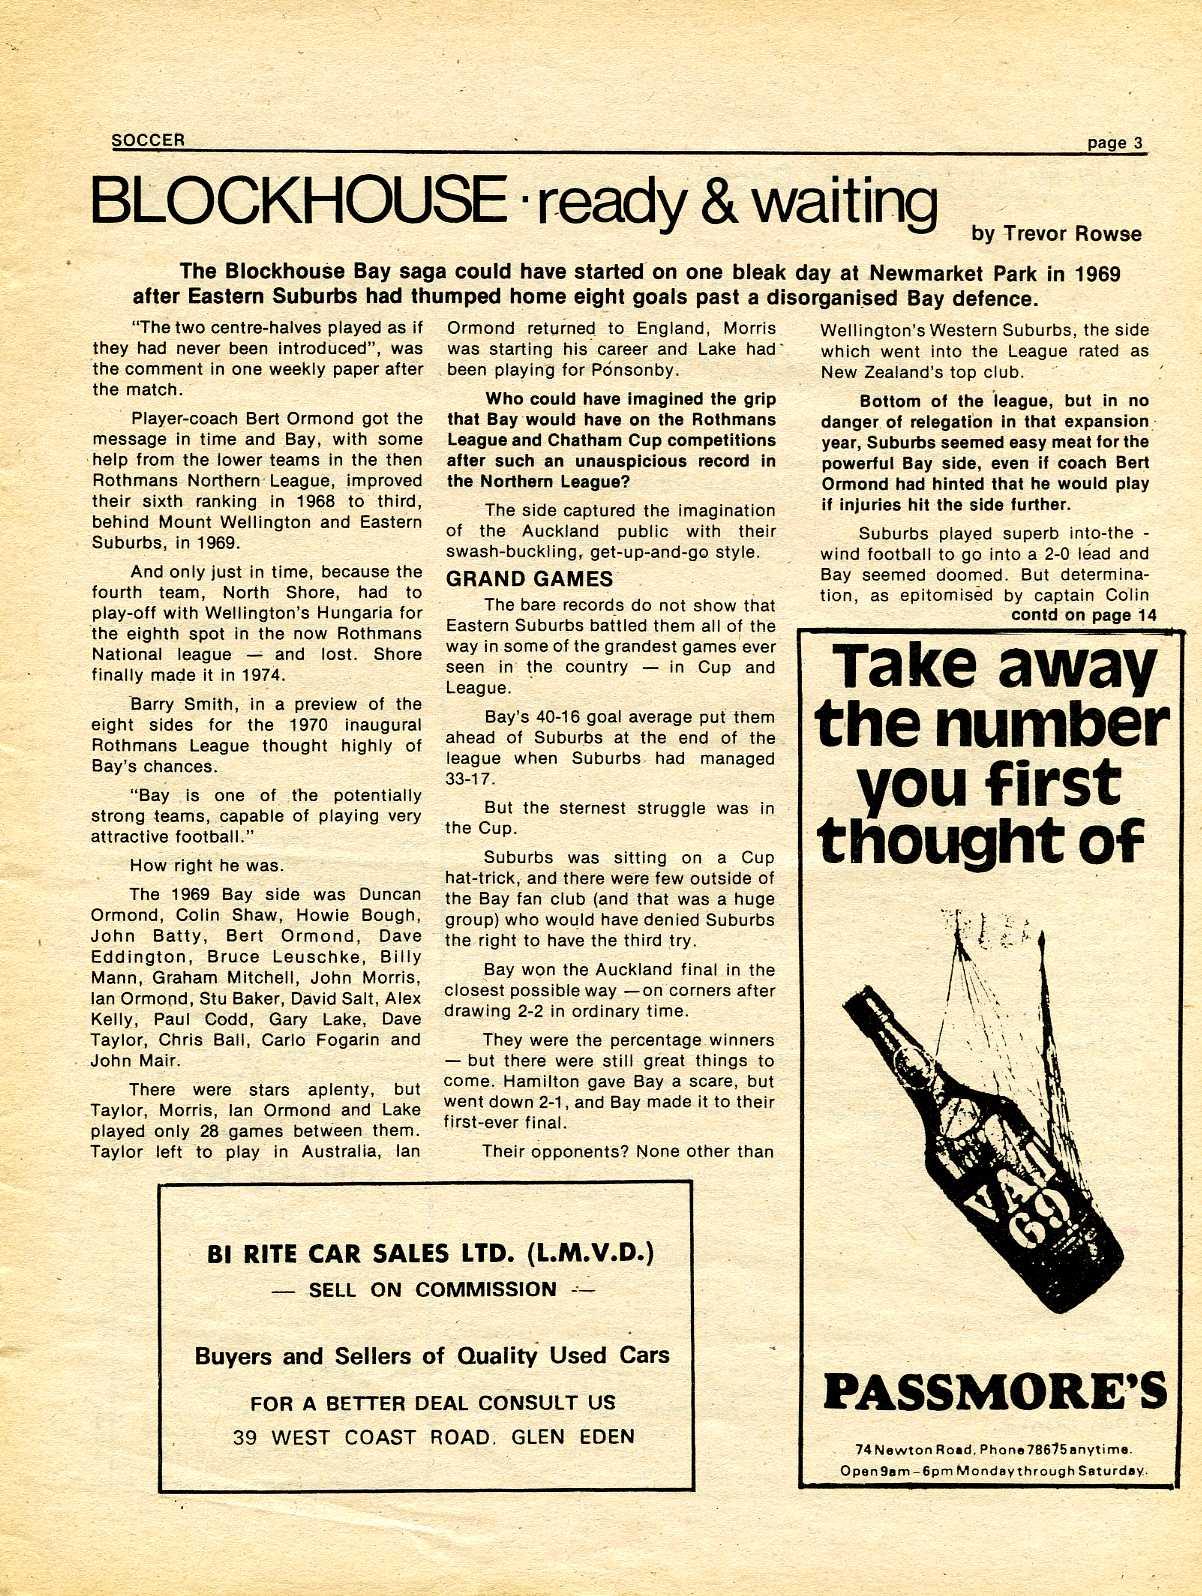 SOCCER
page 3
BLOCKHOUSE · ready & waiting
by Trevor Rowse
The Blockhouse Bay saga could have started on one bleak day at Newmarket Park in 1969
after Eastern Suburbs had thumped home eight goals past a disorganised Bay defence.
"The two centre-halves played as if
they had never been introduced", was
the comment in one weekly paper after
the match.
Player-coach Bert Ormond got the
message in time and Bay, with some
help from the lower teams in the then
Rothmans Northern League, improved
their sixth ranking in 1968 to third,
behind Mount Wellington and Eastern
Suburbs, in 1969.
And only just in time, because the
fourth team, North Shore, had to
play-off with Wellington's Hungaria for
the eighth spot in the now Rothmans
National league — and lost. Shore
finally made it in 1974.
Barry Smith, in a preview of the
eight sides for the 1970 inaugural
Rothmans League thought highly of
Bay's chances.
"Bay is one of the potentially
strong teams, capable of playing very
attractive football."
How right he was.
The 1969 Bay side was Duncan
Ormond, Colin Shaw, Howie Bough,
John Batty, Bert Ormond, Dave
Eddington, Bruce Leuschke, Billy
Mann, Graham Mitchell, John Morris,
Ian Ormond, Stu Baker, David Salt, Alex
Kelly, Paul Codd, Gary Lake, Dave
Taylor, Chris Ball, Carlo Fogarin and
John Mair.
There were stars aplenty, but
Taylor, Morris, Ian Ormond and Lake
played only 28 games between them.
Taylor left to play in Australia, Ian
Ormond returned to England, Morris
was starting his career and Lake had
been playing for Ponsonby.
Who could have imagined the grip
that Bay would have on the Rothmans
League and Chatham Cup competitions
after such an unauspicious record in
the Northern League?
The side captured the imagination
of the Auckland public with their
swash-buckling, get-up-and-go style.
GRAND GAMES
The bare records do not show that
Eastern Suburbs battled them all of the
way in some of the grandest games ever
seen in the country — in Cup and
League.
Bay's 40-16 goal average put them
ahead of Suburbs at the end of the
league when Suburbs had managed
33-17.
But the sternest struggle was in
the Cup.
Suburbs was sitting on a Cup
hat-trick, and there were few outside of
the Bay fan club (and that was a huge
group) who would have denied Suburbs
the right to have the third try.
Bay won the Auckland final in the
closest possible way — on corners after
drawing 2-2 in ordinary time.
They were the percentage winners
— but there were still great things to
come. Hamilton gave Bay a scare, but
went down 2-1, and Bay made it to their
first-ever final.
Their opponents? None other than
Wellington's Western Suburbs, the side
which went into the League rated as
New Zealand's top club.
Bottom of the league, but in no
danger of relegation in that expansion
year, Suburbs seemed easy meat for the
powerful Bay side, even if coach Bert
Ormond had hinted that he would play
if injuries hit the side further.
Suburbs played superb into-the -
wind football to go into a 2-0 lead and
Bay seemed doomed. But determina-
tion, as epitomised by captain Colin
contd on page 14
Take away
the number
you first
thought of
VAT
69
PASSMORE'S
74 Newton Road, Phone 78675 anytime.
Open 9am – 6pm Monday through Saturday.
BI RITE CAR SALES LTD. (L.M.V.D.)
— SELL ON COMMISSION —
Buyers and Sellers of Quality Used Cars
FOR A BETTER DEAL CONSULT US
39 WEST COAST ROAD. GLEN EDEN